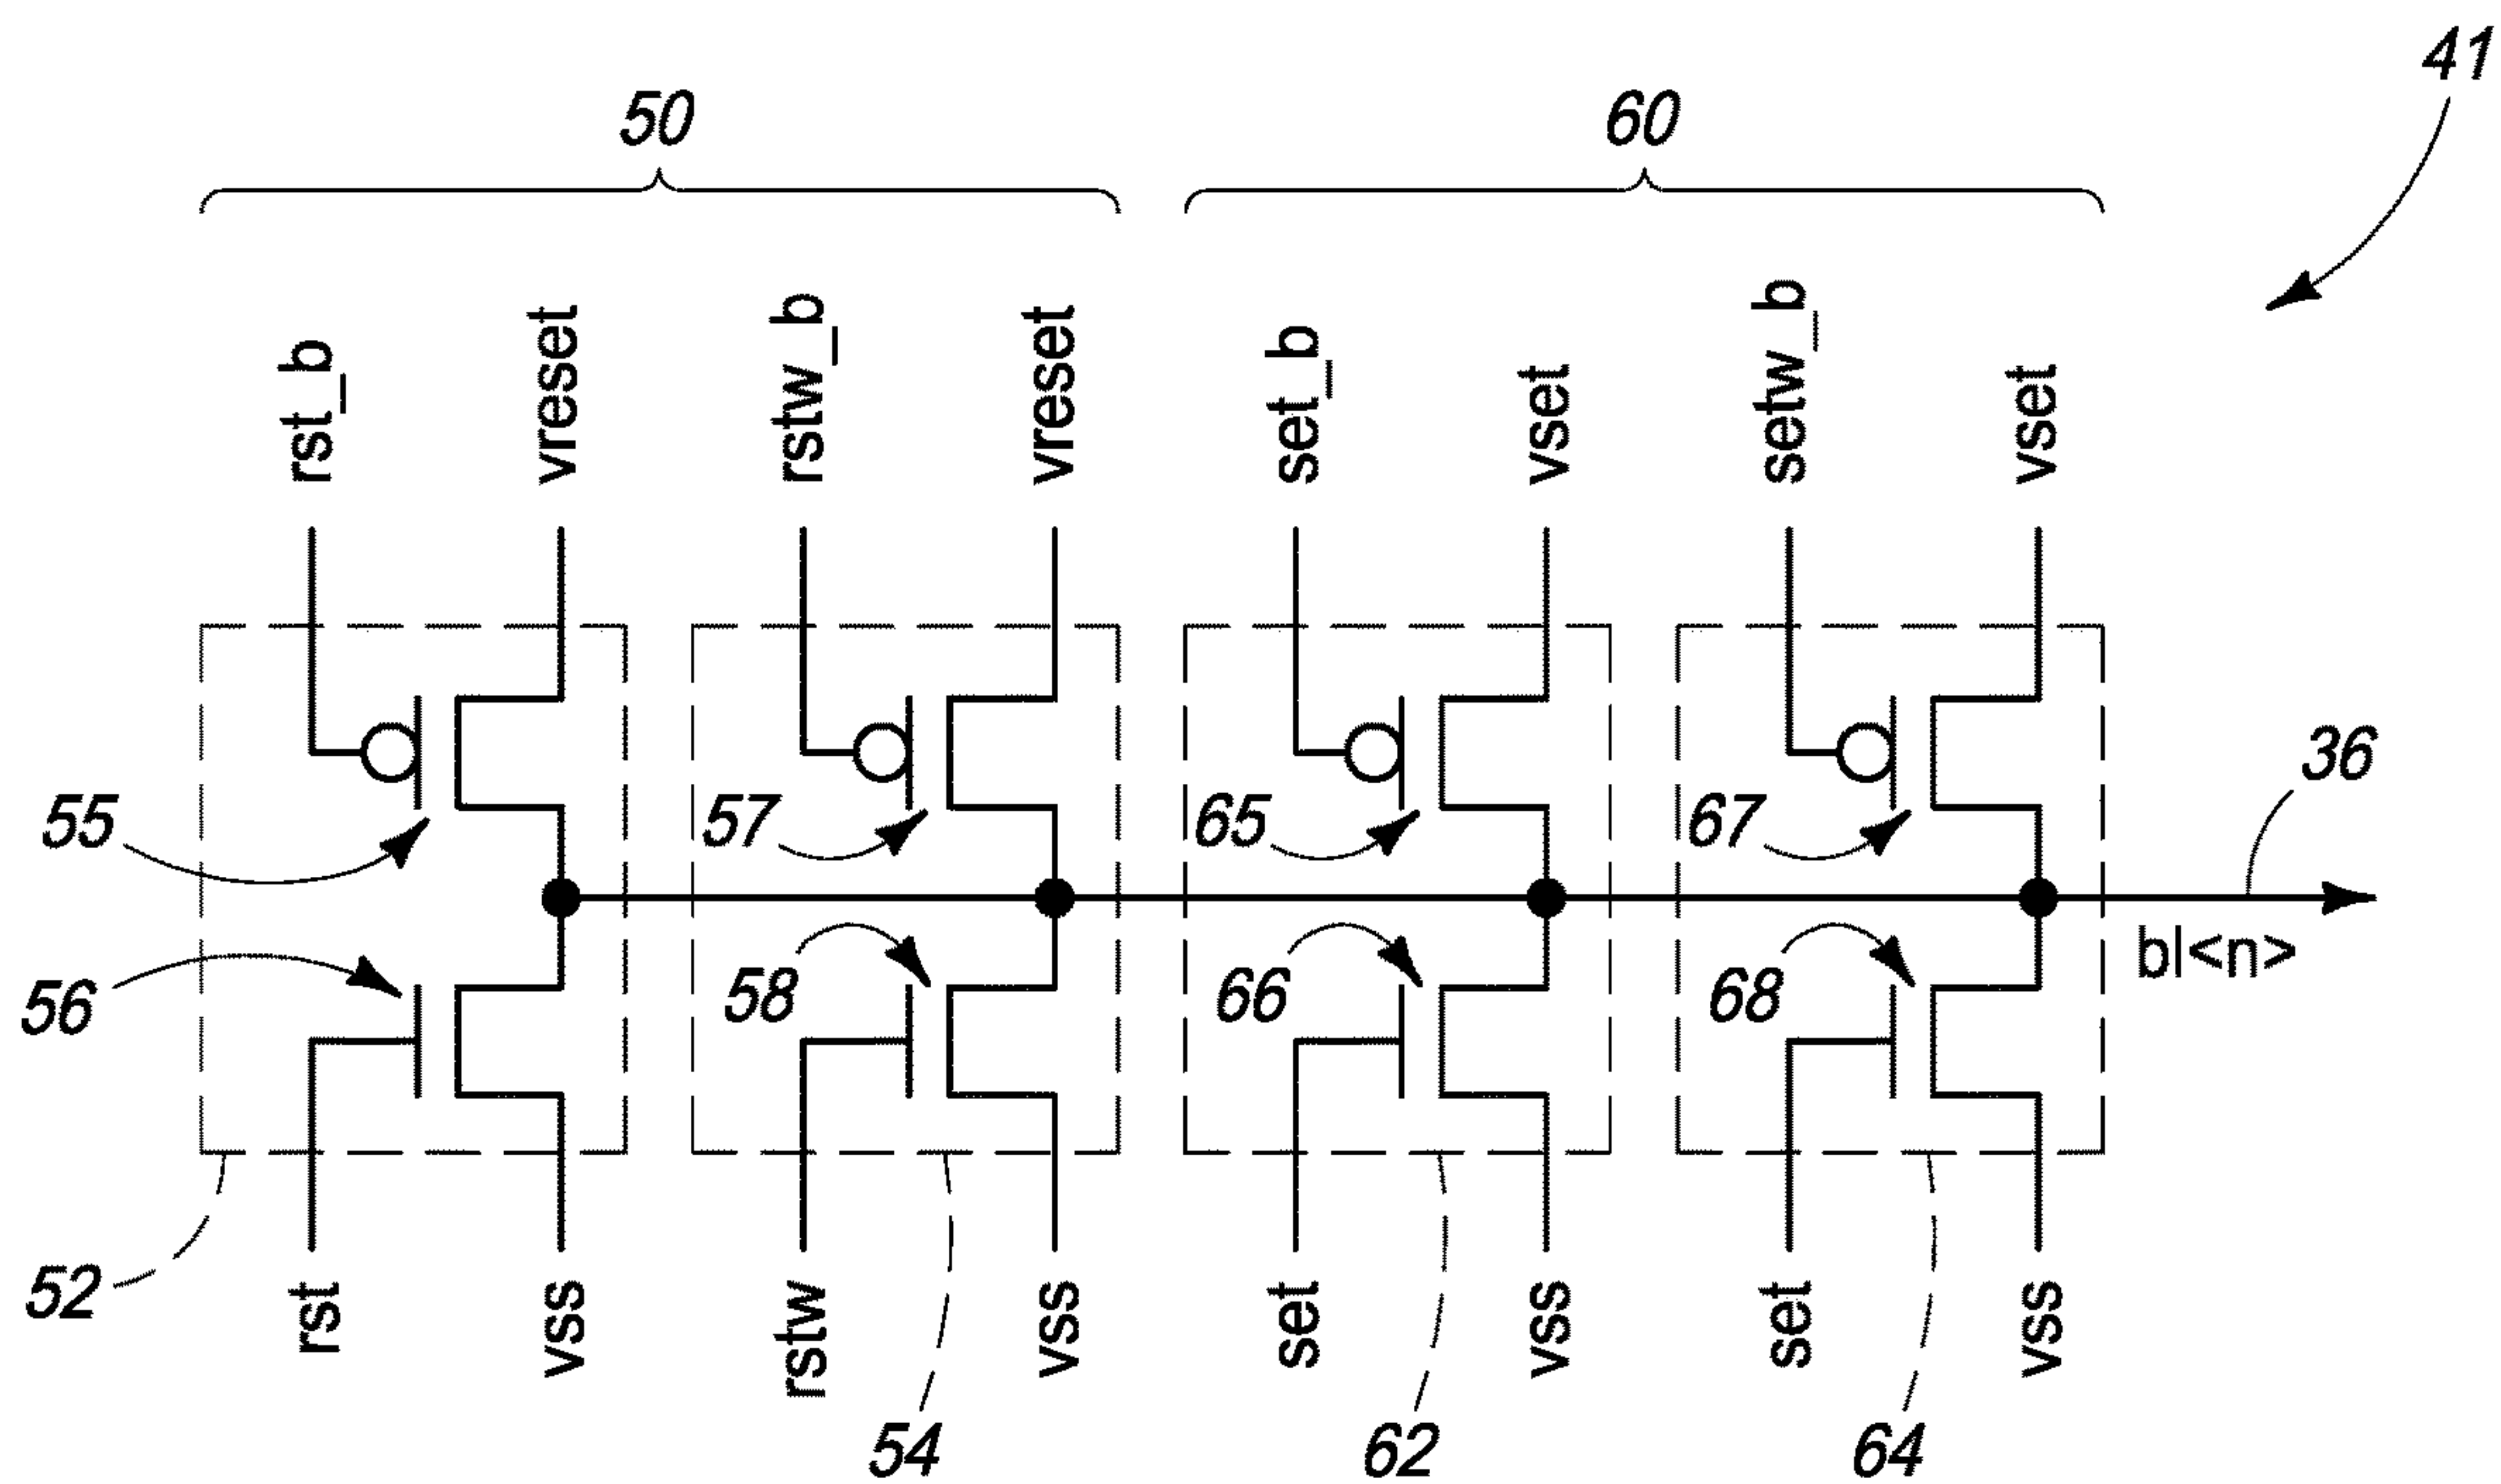 41
50
60
rst_b
vreset
rstw_b
vreset
set_b
vset
setw_b
vset
55
57
65
67
36
56
58
66
68
bl<n>
52
rst
vss
rstw
vss
set
vss
set
vss
54
62
64